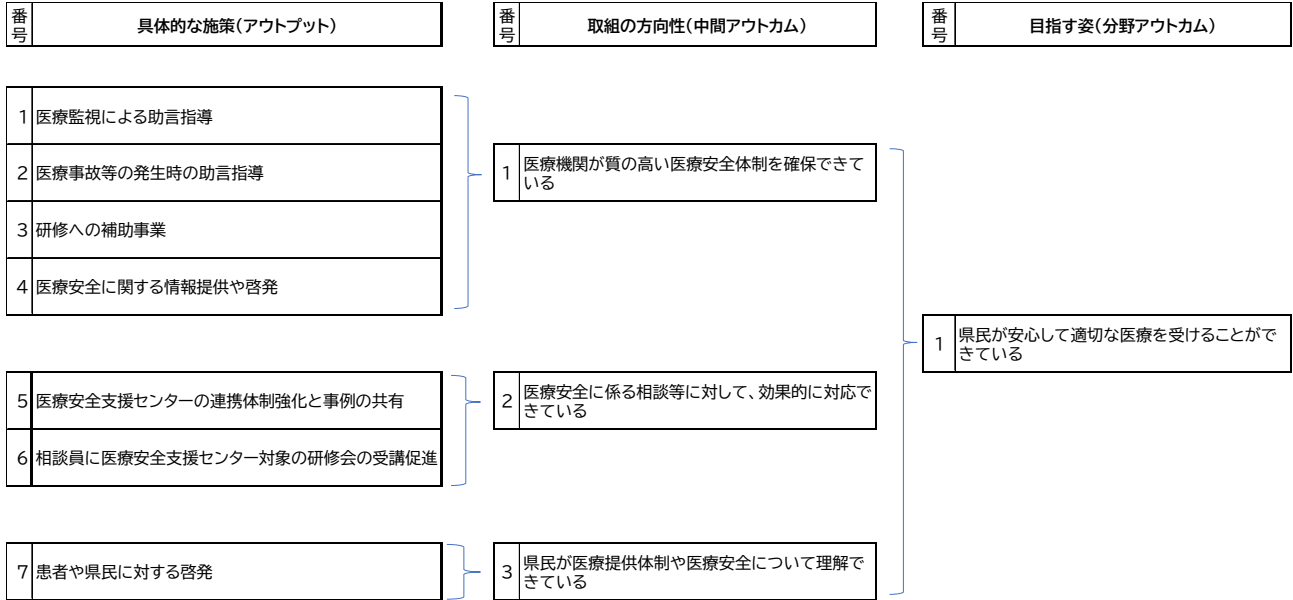 番号 具体的な施策(アウトプット)
番号 取組の方向性(中間アウトカム)
番号 目指す姿(分野アウトカム)
1 医療監視による助言指導
2 医療事故等の発生時の助言指導
3 研修への補助事業
4 医療安全に関する情報提供や啓発
5 医療安全支援センターの連携体制強化と事例の共有
6 相談員に医療安全支援センター対象の研修会の受講促進
7 患者や県民に対する啓発
1 医療機関が質の高い医療安全体制を確保できて
いる
2 医療安全に係る相談等に対して、効果的に対応で
きている
3 県民が医療提供体制や医療安全について理解で
きている
1 県民が安心して適切な医療を受けることがで
きている